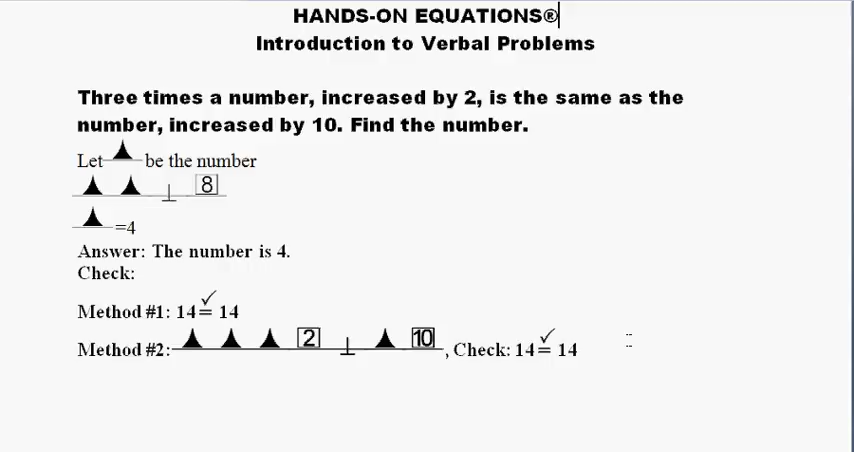 HANDS-ON EQUATIONS®
Introduction to Verbal Problems
Three times a number, increased by 2, is the same as the
number, increased by 10. Find the number.
Let be the number
8
=4
Answer: The number is 4.
Check:
Method #1: 14 = 14
Method #2: 2 10 , Check: 14 = 14